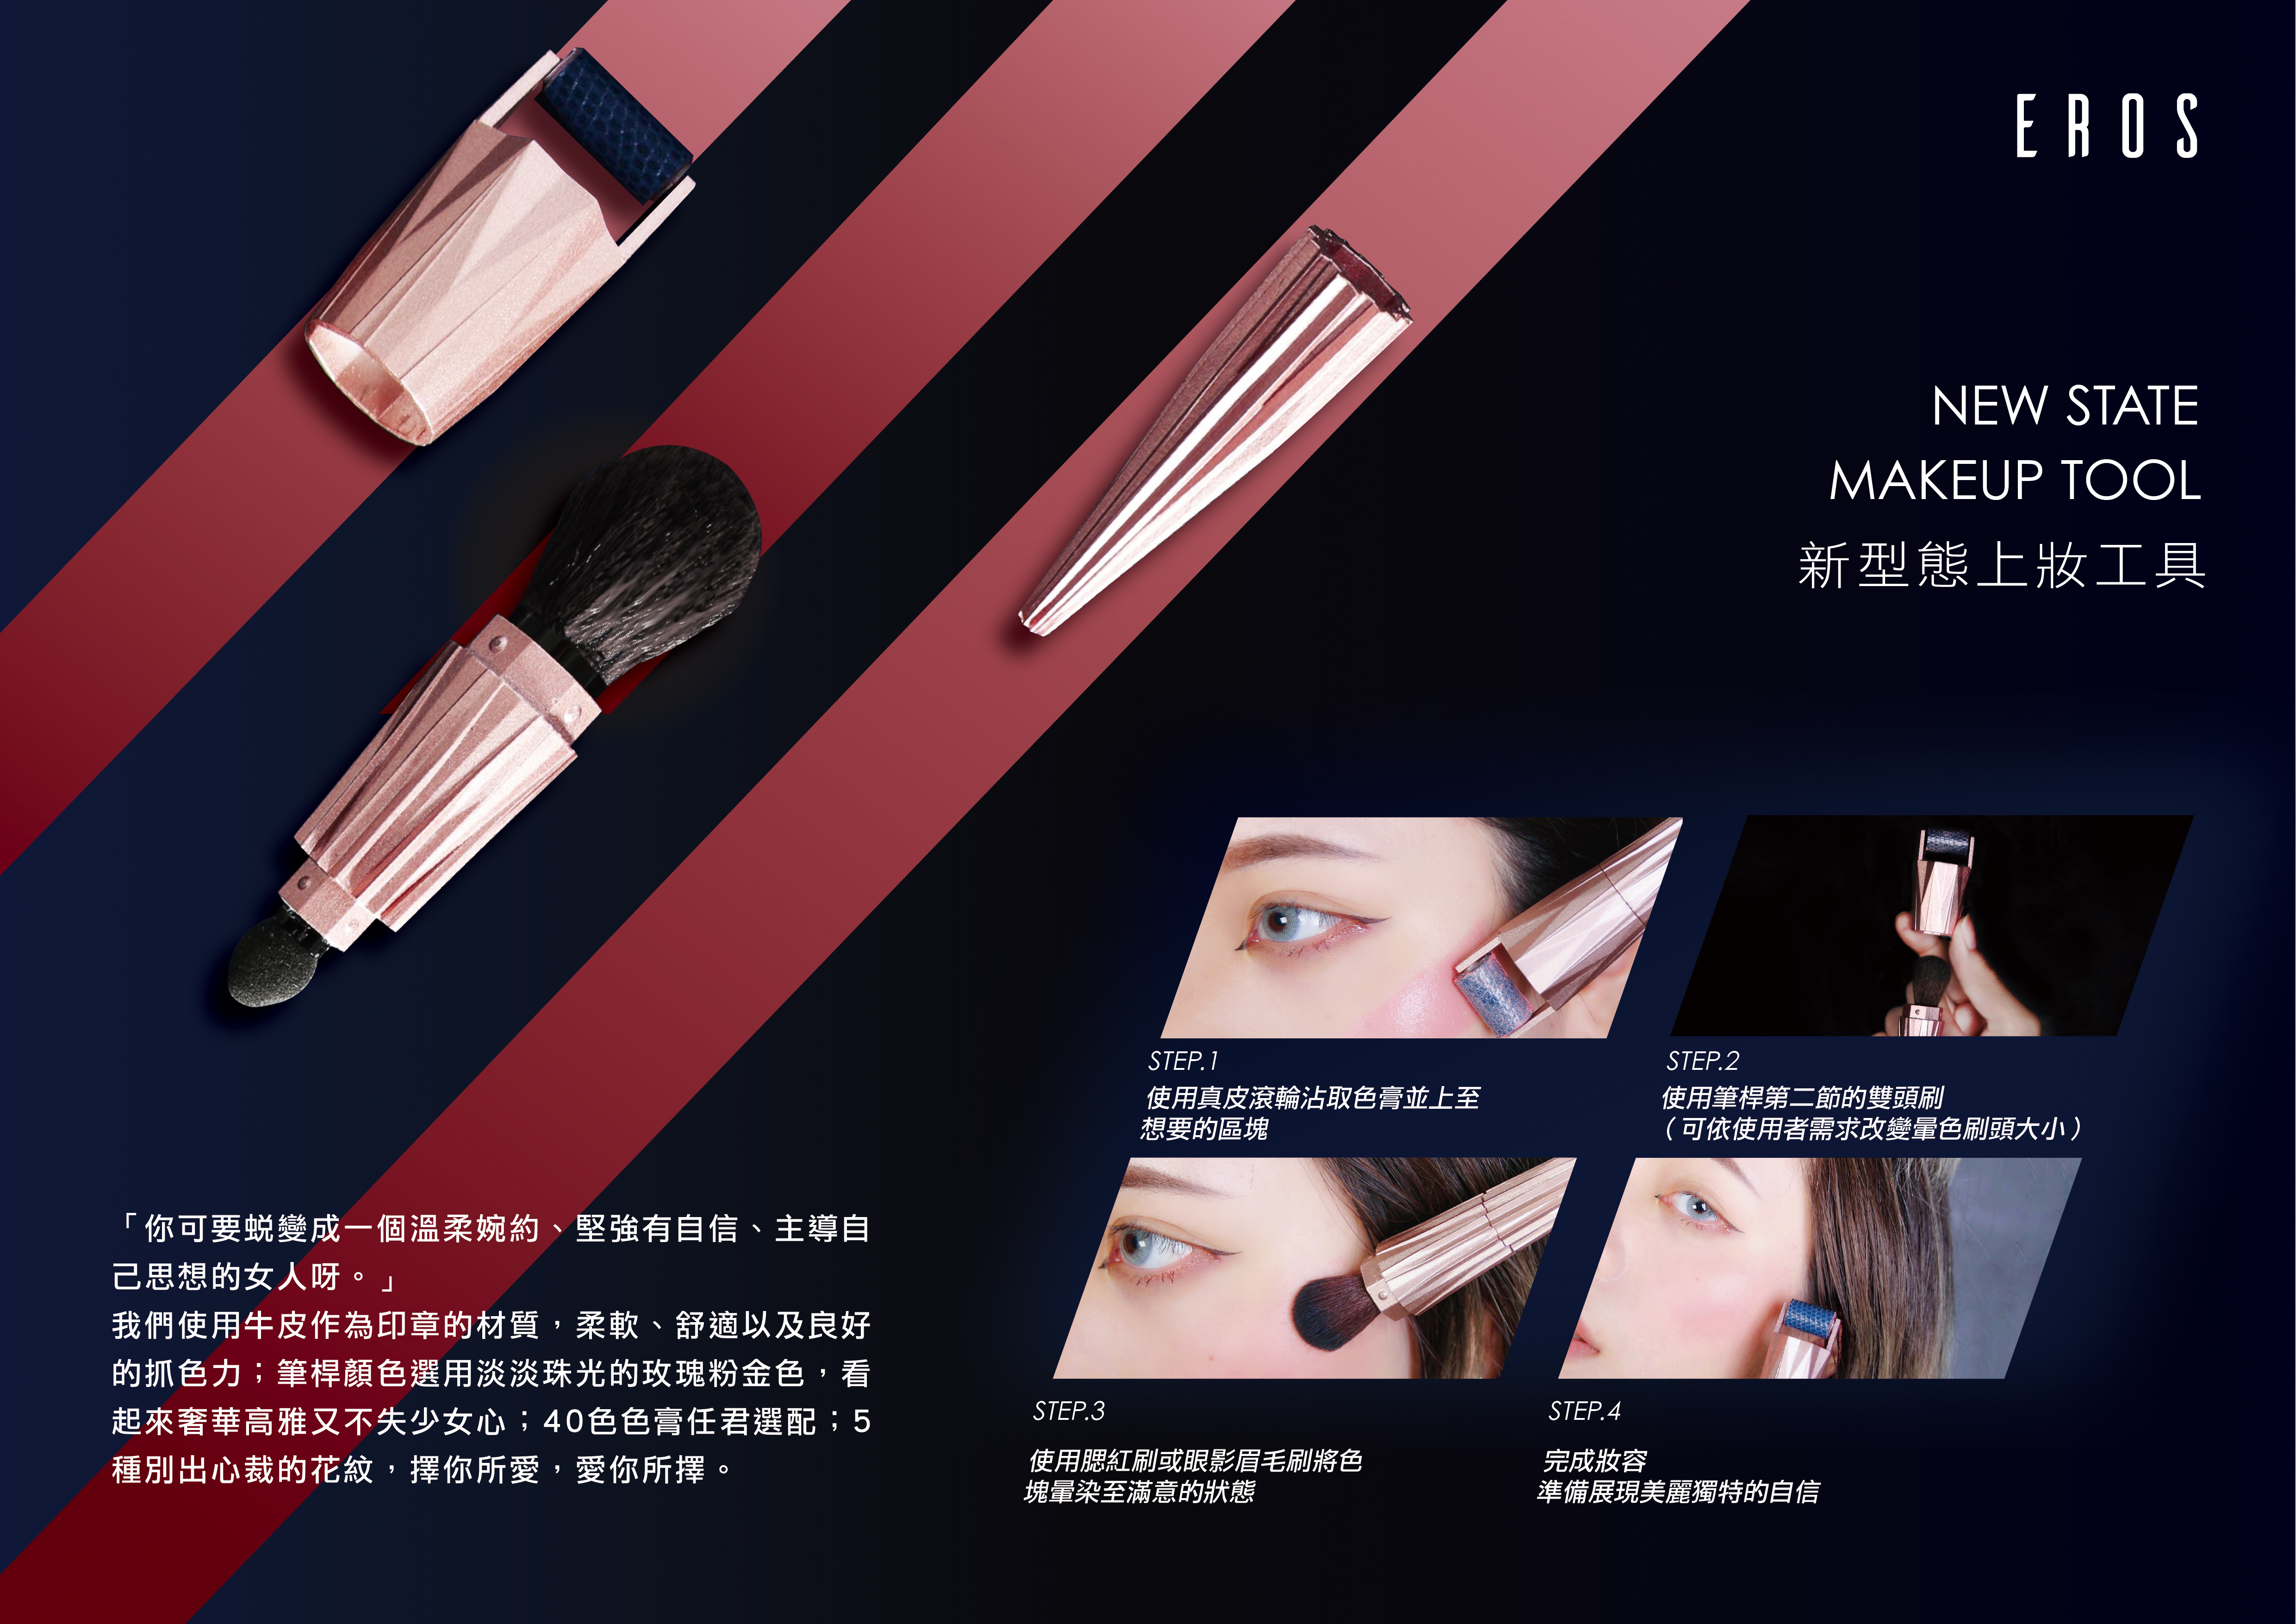 EROS
NEW STATE
MAKEUP TOOL
新型態上妝工具
STEP.1
使用真皮滾輪沾取色膏並上至
想要的區塊
STEP.2
使用筆桿第二節的雙頭刷
（可依使用者需求改變暈色刷頭大小）
STEP.3
使用腮紅刷或眼影眉毛刷將色
塊暈染至滿意的狀態
STEP.4
完成妝容
準備展現美麗獨特的自信
「你可要蛻變成一個溫柔婉約、堅強有自信、主導自
己思想的女人呀。」
我們使用牛皮作為印章的材質，柔軟、舒適以及良好
的抓色力；筆桿顏色選用淡淡珠光的玫瑰粉金色，看
起來奢華高雅又不失少女心；40色色膏任君選配；5
種別出心裁的花紋，擇你所愛，愛你所擇。